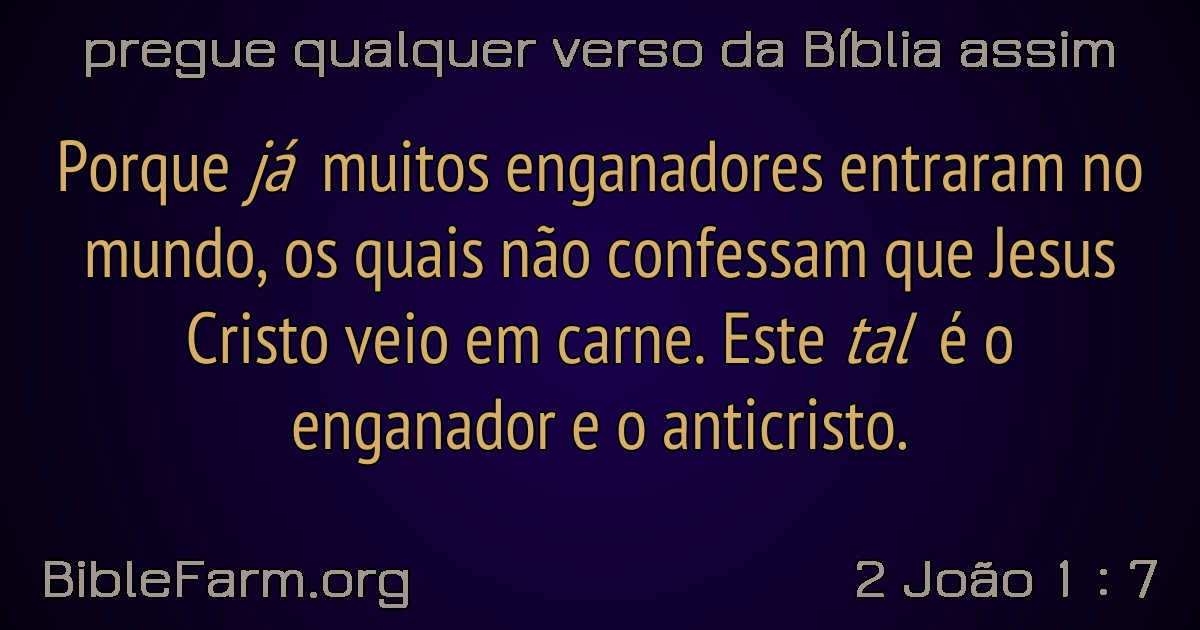 pregue qualquer verso da Bíblia assim
Porque já muitos enganadores entraram no
mundo, os quais não confessam que Jesus
Cristo veio em carne. Este tal é o
enganador e o anticristo.
BibleFarm.org
2 João 1 : 7